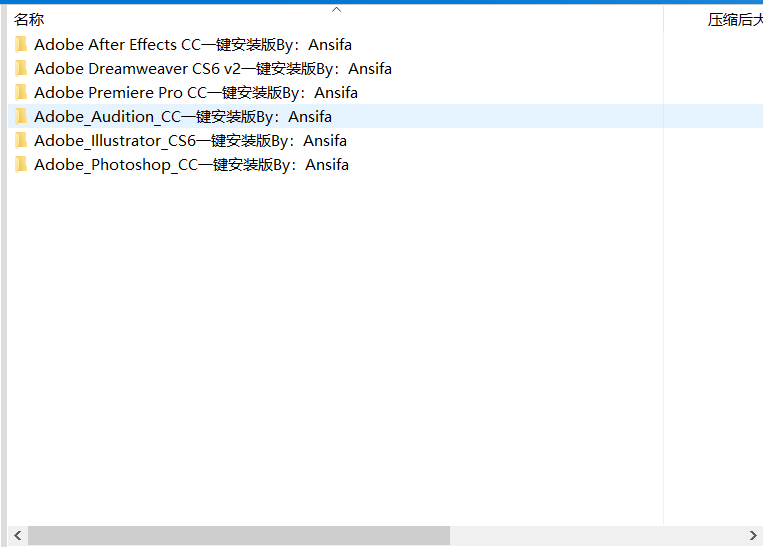 名称 压缩后大
Adobe After Effects CC一键安装版By：Ansifa
Adobe Dreamweaver CS6 v2一键安装版By：Ansifa
Adobe Premiere Pro CC一键安装版By：Ansifa
Adobe_Audition_CC一键安装版By：Ansifa
Adobe_Illustrator_CS6一键安装版By：Ansifa
Adobe_Photoshop_CC一键安装版By：Ansifa